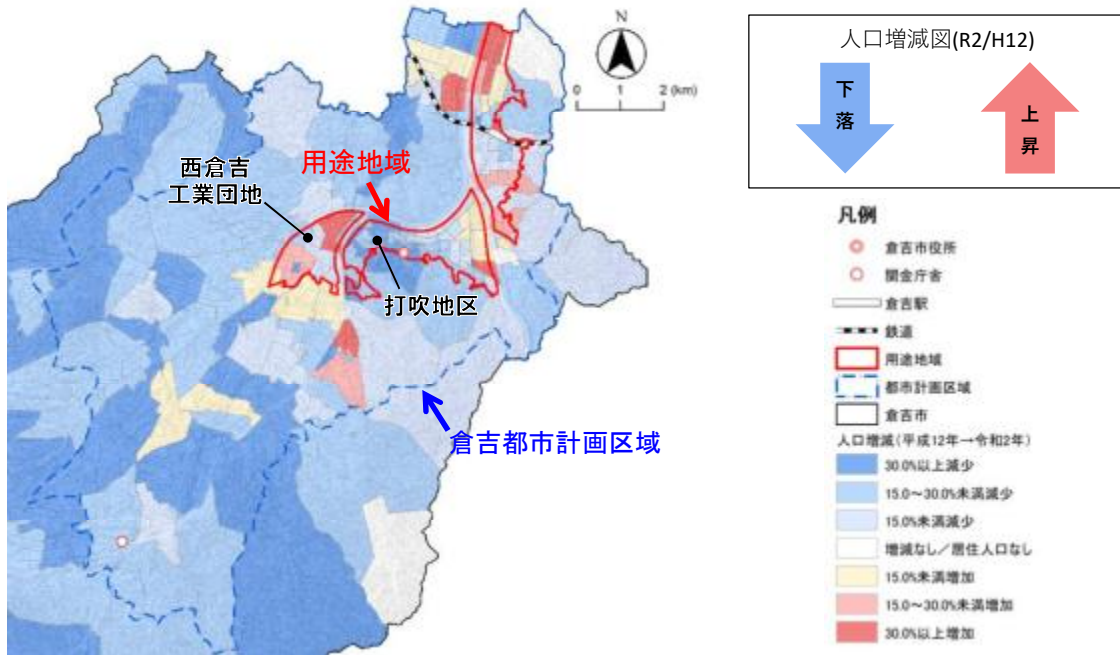 人口増減図(R2/H12)
下落
上昇
N
0 1 2 (km)
西倉吉
工業団地
用途地域
打吹地区
倉吉都市計画区域
凡例
倉吉市役所
関金庁舎
倉吉駅
鉄道
用途地域
都市計画区域
倉吉市
人口増減(平成12年→令和2年)
30.0%以上減少
15.0～30.0%未満減少
15.0%未満減少
増減なし/居住人口なし
15.0%未満増加
15.0～30.0%未満増加
30.0%以上増加